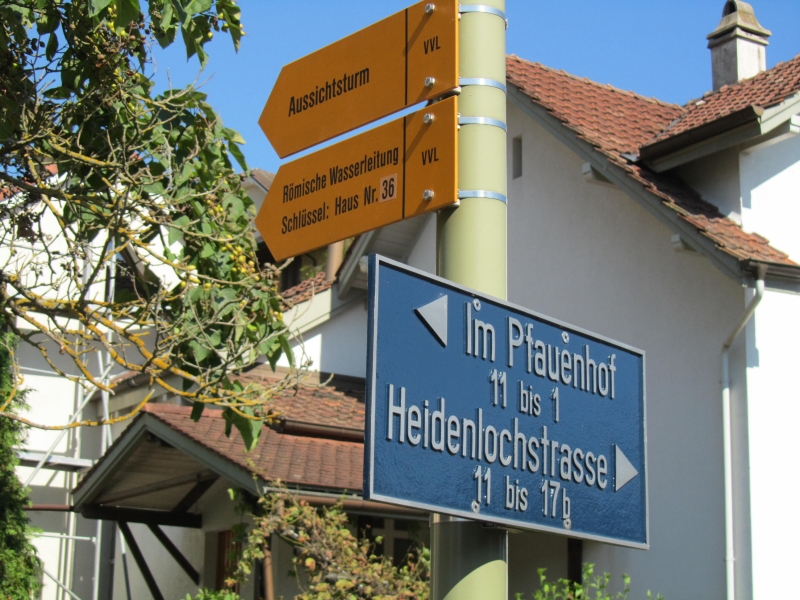 Aussichtsturm VVL
Römische Wasserleitung VVL
Schlüssel: Haus Nr. 36
Im Pfauenhof
11 bis 1
Heidenlochstrasse
11 bis 17b